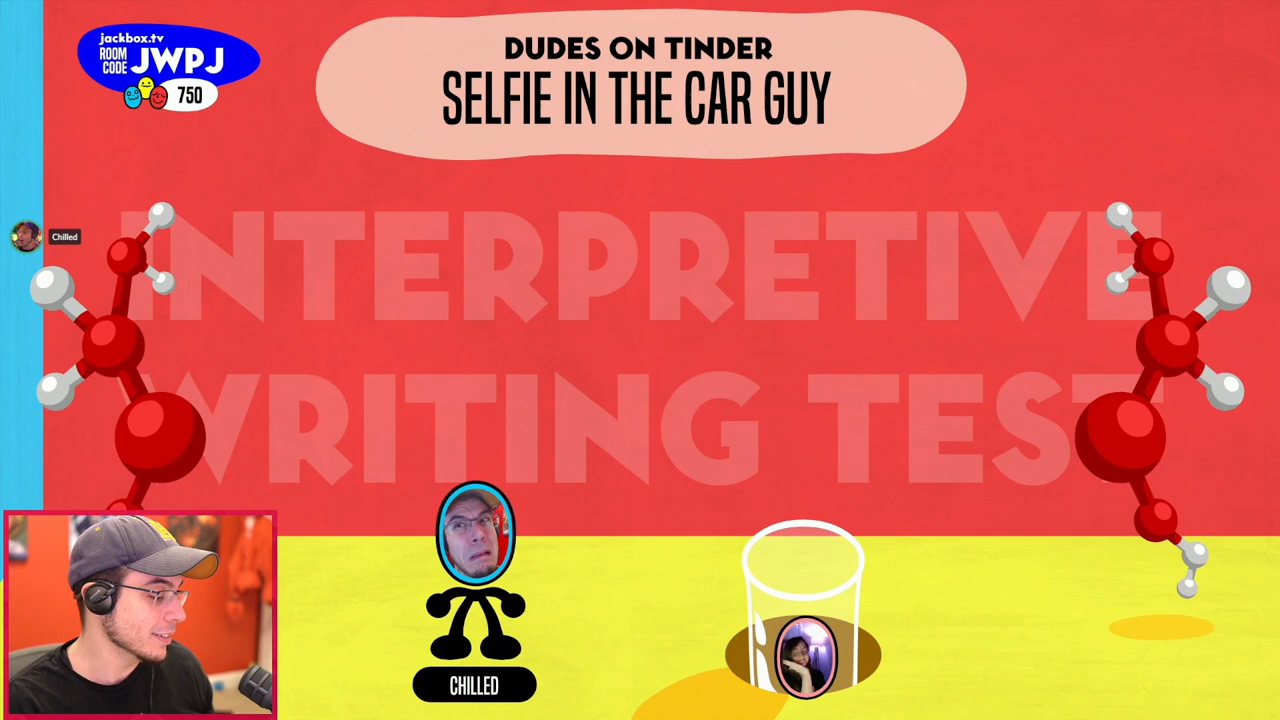 jackbox.tv
ROOM CODE JWPJ
750
DUDES ON TINDER
SELFIE IN THE CAR GUY
Chilled
INTERPRETIVE
WRITING TEST
CHILLED